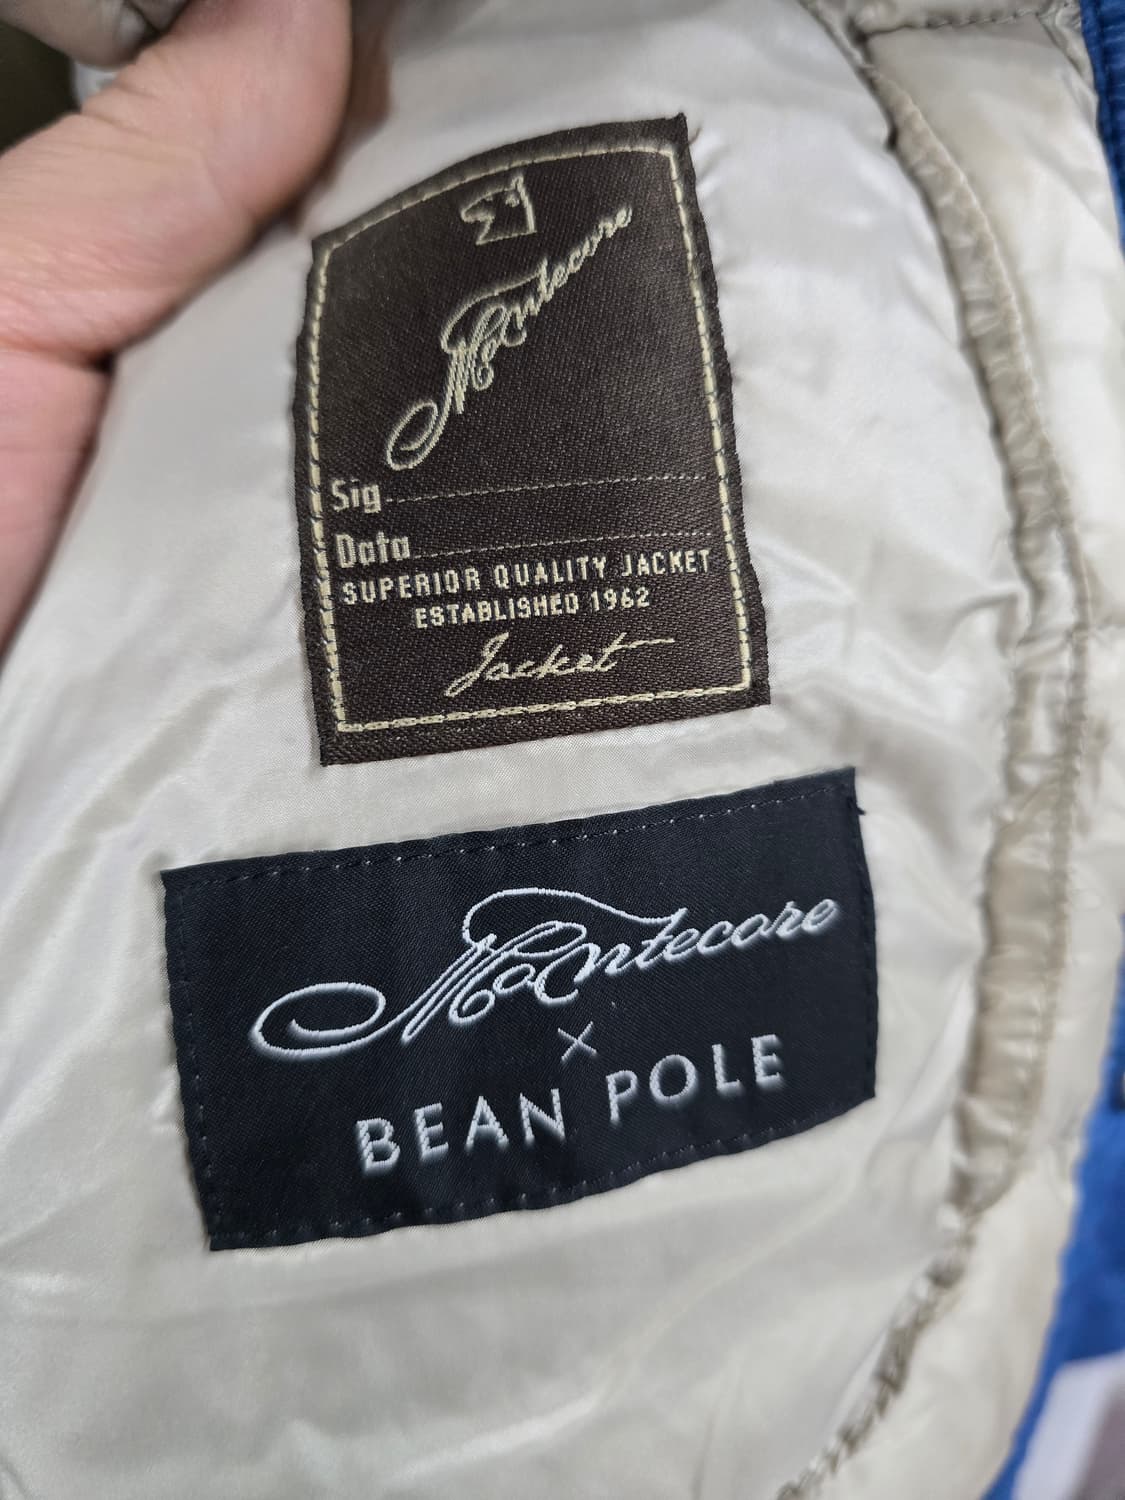 Montecore
Sig
Data
SUPERIOR QUALITY JACKET
ESTABLISHED 1962
Jacket
Montecore
×
BEAN POLE